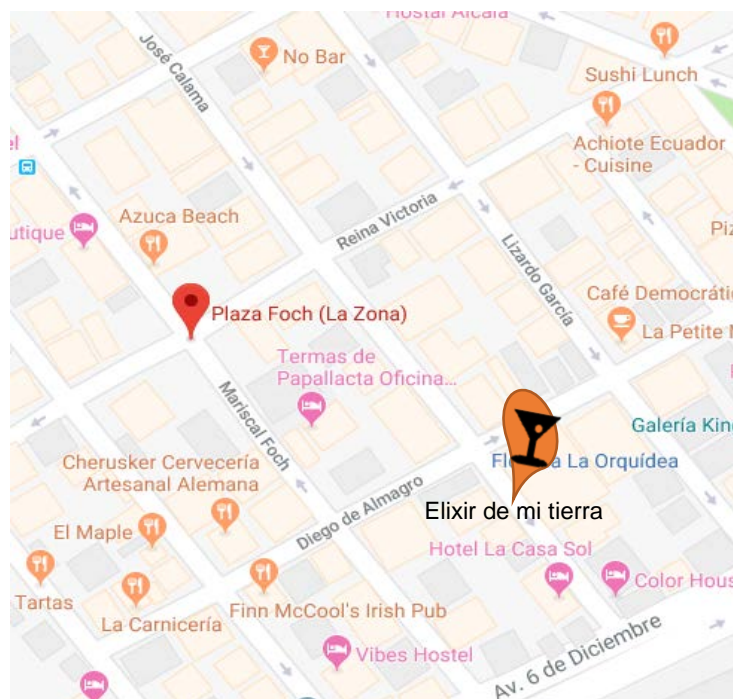 Hostal Alcala
José Calama
No Bar
Sushi Lunch
Achiote Ecuador
- Cuisine
Azuca Beach
Reina Victoria
Lizardo García
Plaza Foch (La Zona)
Café Democráti
La Petite
Termas de
Papallacta Oficina...
Mariscal Foch
Galería King
Cherusker Cervecería
Artesanal Alemana
La Orquídea
Elixir de mi tierra
Diego de Almagro
El Maple
Hotel La Casa Sol
Color Hous
Tartas
La Carnicería
Finn McCool's Irish Pub
Vibes Hostel
Av. 6 de Diciembre